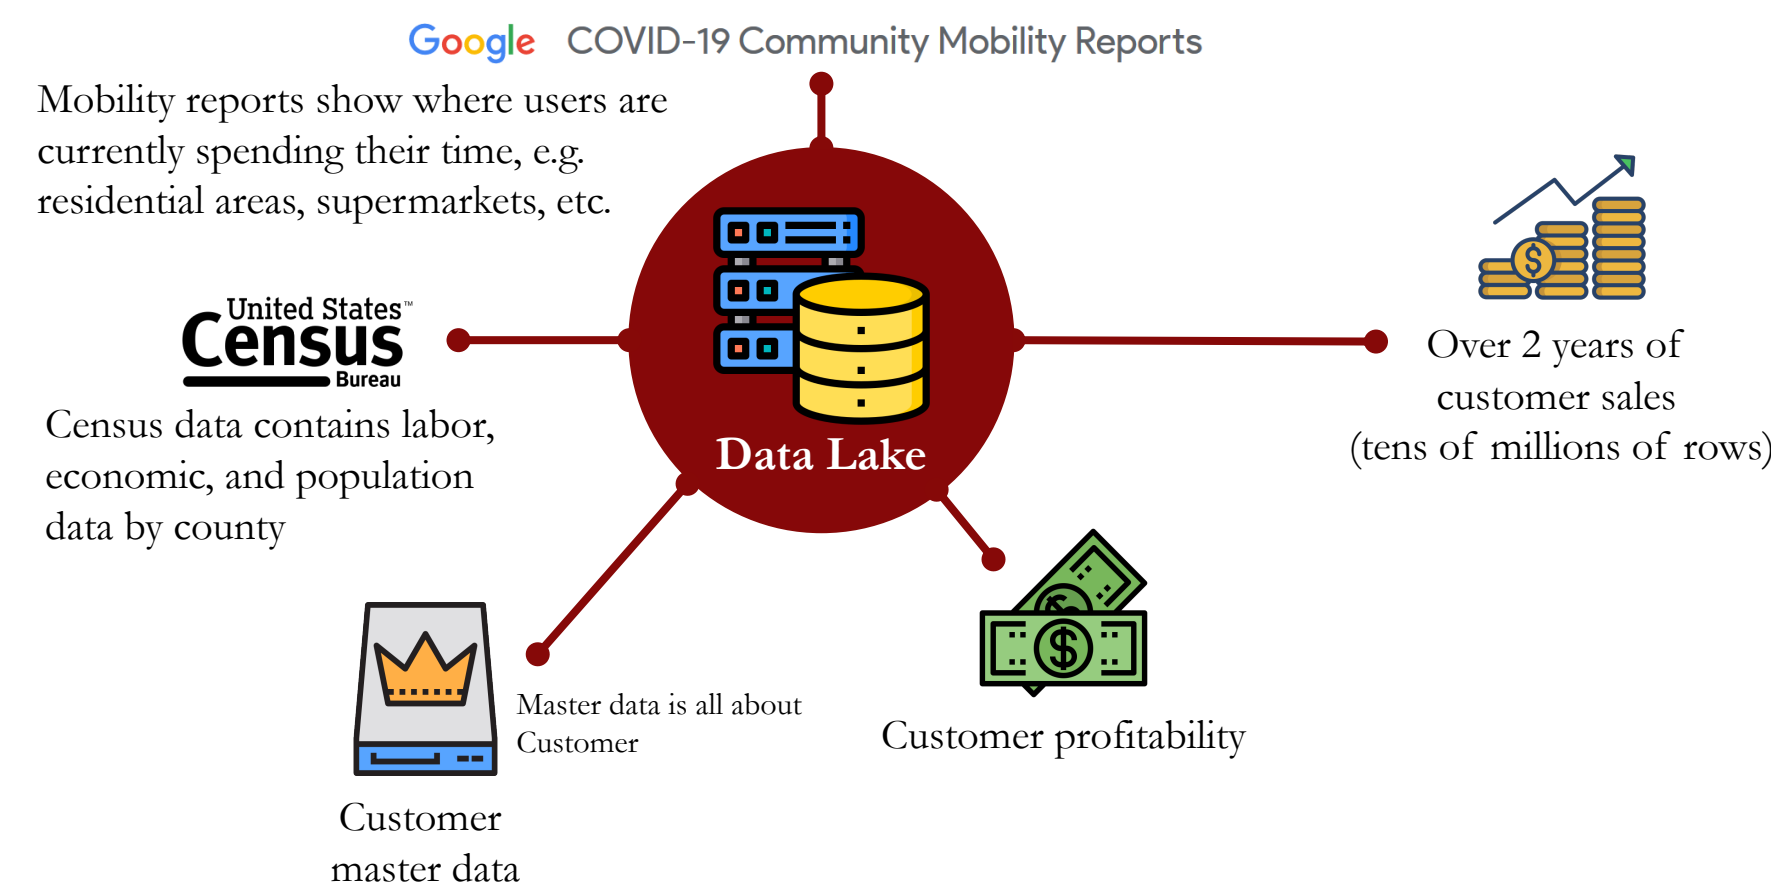 Google COVID-19 Community Mobility Reports
Mobility reports show where users are
currently spending their time, e.g.
residential areas, supermarkets, etc.
United States™
Census
Bureau
Census data contains labor,
economic, and population
data by county
Data Lake
$
Over 2 years of
customer sales
(tens of millions of rows)
Master data is all about
Customer
Customer
master data
$
$
Customer profitability